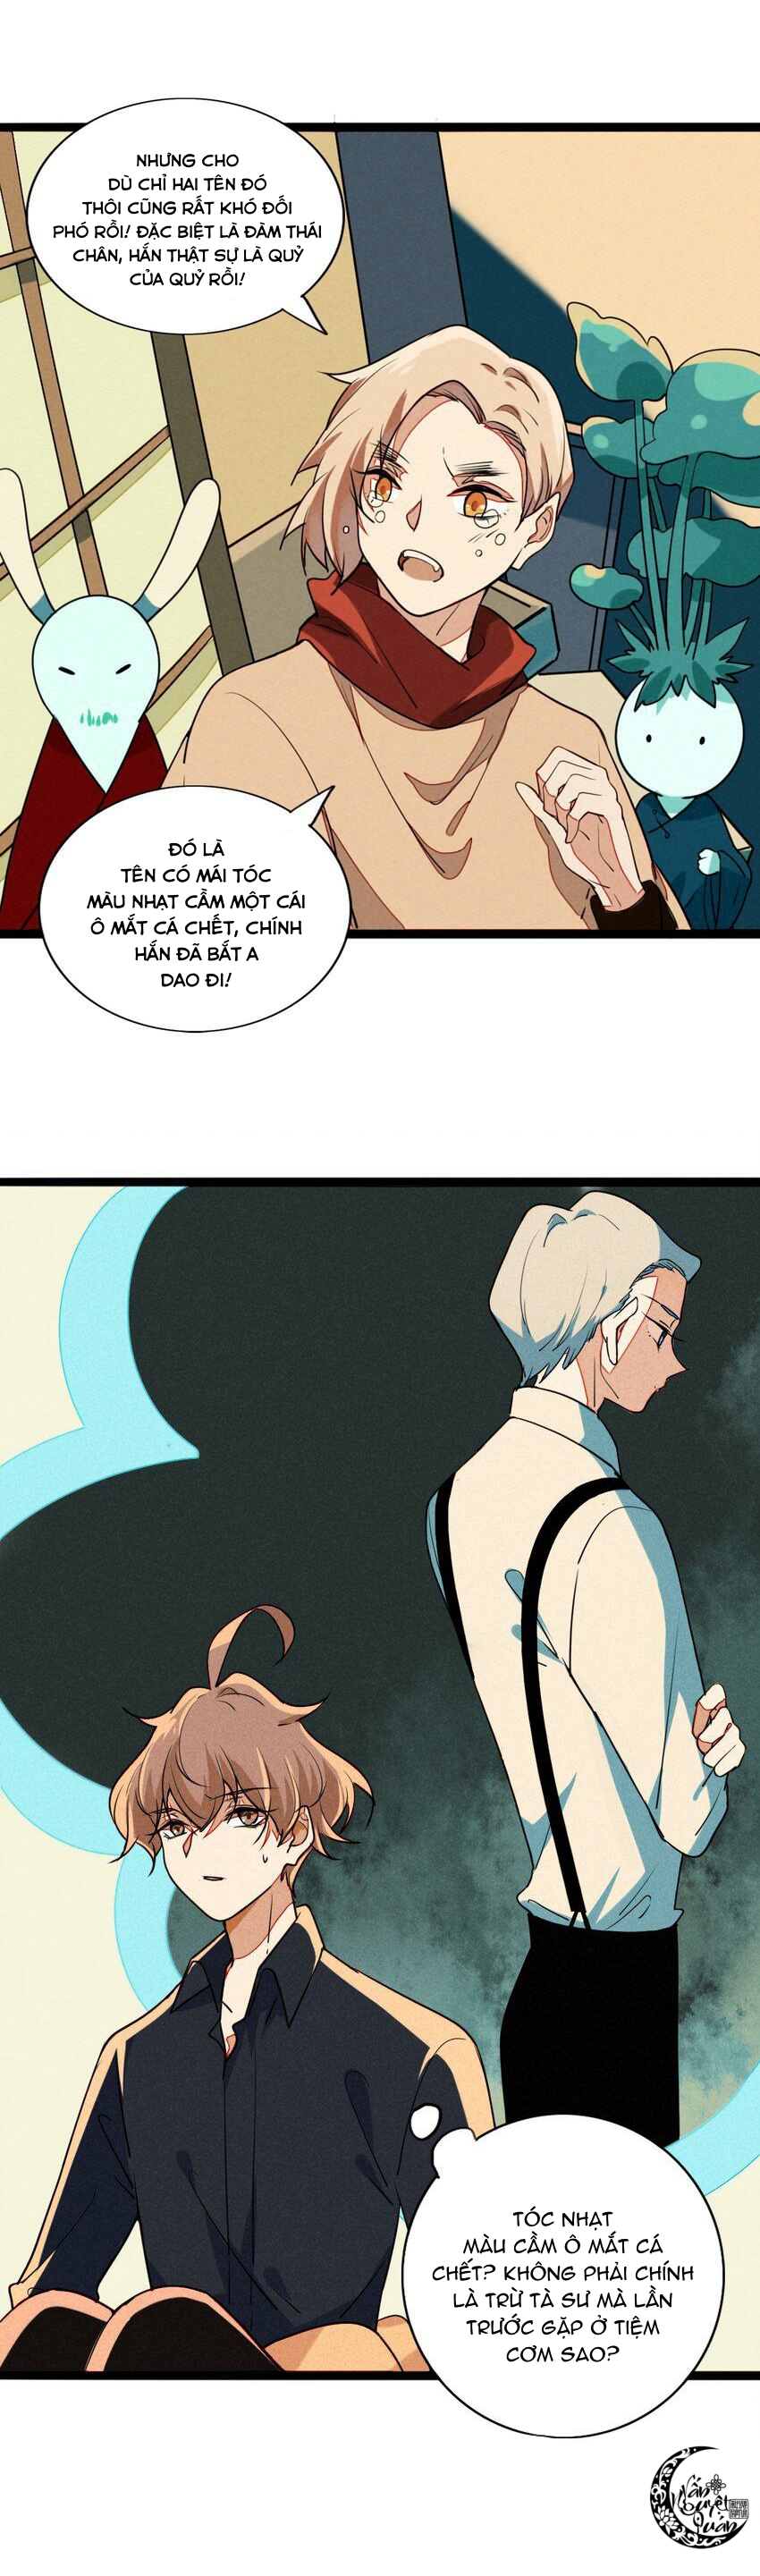 NHƯNG CHO
DÙ CHỈ HAI TÊN ĐÓ
THÔI CŨNG RẤT KHÓ ĐỐI
PHÓ RỒI! ĐẶC BIỆT LÀ ĐÀM THÁI
CHÂN, HẮN THẬT SỰ LÀ QUỶ
CỦA QUỶ RỒI!
ĐÓ LÀ
TÊN CÓ MÁI TÓC
MÀU NHẠT CẦM MỘT CÁI
Ô MẮT CÁ CHẾT, CHÍNH
HẮN ĐÃ BẮT A
DAO ĐI!
TÓC NHẠT
MÀU CẦM Ô MẮT CÁ
CHẾT? KHÔNG PHẢI CHÍNH
LÀ TRỪ TÀ SƯ MÀ LẦN
TRƯỚC GẶP Ở TIỆM
CƠM SAO?
Vấn
Nguyệt
Quán